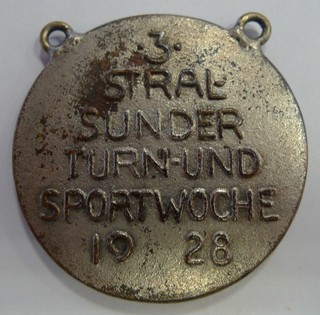 ·3·
STRAL-
SUNDER
TURN-UND
SPORTWOCHE
19 28